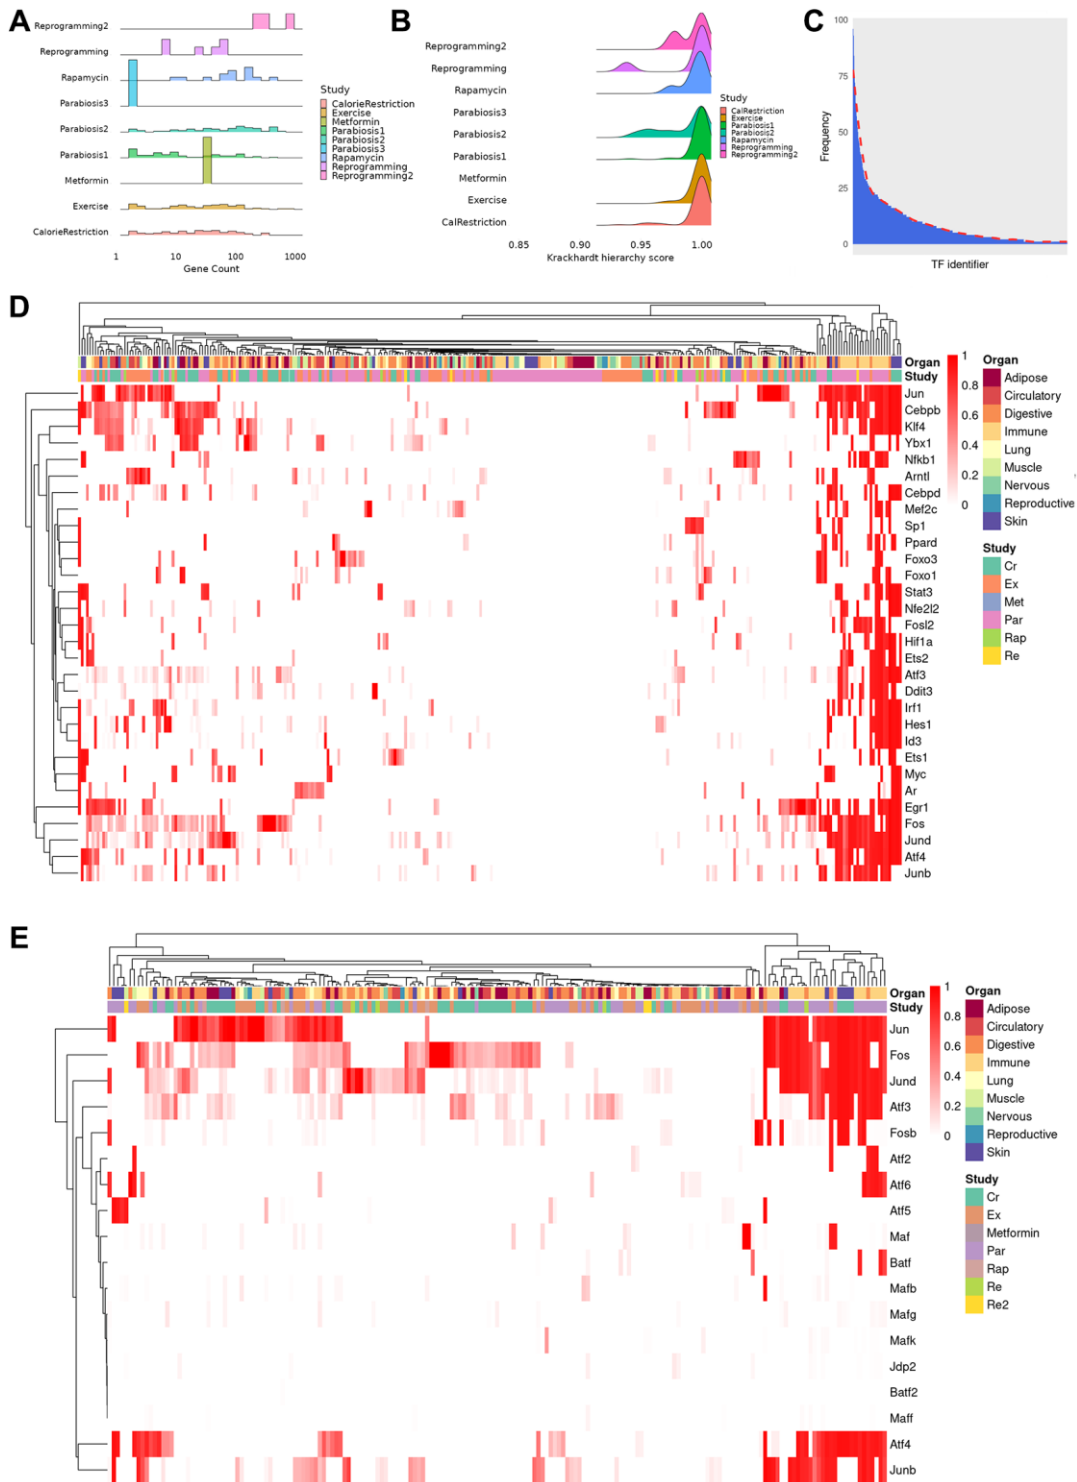 A
Reprogramming2
Reprogramming
Rapamycin
Parabiosis3
Parabiosis2
Parabiosis1
Metformin
Exercise
CalorieRestriction
1 10 100 1000
Gene Count
Study
CalorieRestriction
Exercise
Metformin
Parabiosis1
Parabiosis2
Parabiosis3
Rapamycin
Reprogramming
Reprogramming2
B
Reprogramming2
Reprogramming
Rapamycin
Parabiosis3
Parabiosis2
Parabiosis1
Metformin
Exercise
CalRestriction
0.85 0.90 0.95 1.00
Krackhardt hierarchy score
Study
CalRestriction
Exercise
Parabiosis1
Parabiosis2
Rapamycin
Reprogramming
Reprogramming2
C
100
75
50
25
0
Frequency
TF identifier
D
Organ
Study
Jun
Cebpb
Klf4
Ybx1
Nfkb1
Arntl
Cebpd
Mef2c
Sp1
Ppard
Foxo3
Foxo1
Stat3
Nfe2l2
Fosl2
Hif1a
Ets2
Atf3
Ddit3
Irf1
Hes1
Id3
Ets1
Myc
Ar
Egr1
Fos
Jund
Atf4
Junb
1
0.8
0.6
0.4
0.2
0
Organ
Adipose
Circulatory
Digestive
Immune
Lung
Muscle
Nervous
Reproductive
Skin
Study
Cr
Ex
Met
Par
Rap
Re
E
Organ
Study
Jun
Fos
Jund
Atf3
Fosb
Atf2
Atf6
Atf5
Maf
Batf
Mafb
Mafg
Mafk
Jdp2
Batf2
Maff
Atf4
Junb
1
0.8
0.6
0.4
0.2
0
Organ
Adipose
Circulatory
Digestive
Immune
Lung
Muscle
Nervous
Reproductive
Skin
Study
Cr
Ex
Metformin
Par
Rap
Re
Re2